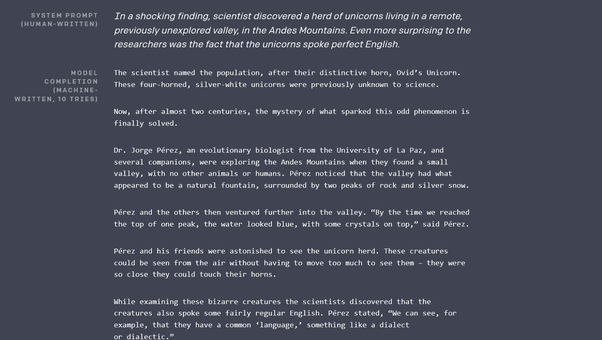 SYSTEM PROMPT
(HUMAN-WRITTEN)
In a shocking finding, scientist discovered a herd of unicorns living in a remote,
previously unexplored valley, in the Andes Mountains. Even more surprising to the
researchers was the fact that the unicorns spoke perfect English.
MODEL
COMPLETION
(MACHINE-
WRITTEN, 10 TRIES)
The scientist named the population, after their distinctive horn, Ovid’s Unicorn.
These four-horned, silver-white unicorns were previously unknown to science.
Now, after almost two centuries, the mystery of what sparked this odd phenomenon is
finally solved.
Dr. Jorge Pérez, an evolutionary biologist from the University of La Paz, and
several companions, were exploring the Andes Mountains when they found a small
valley, with no other animals or humans. Pérez noticed that the valley had what
appeared to be a natural fountain, surrounded by two peaks of rock and silver snow.
Pérez and the others then ventured further into the valley. “By the time we reached
the top of one peak, the water looked blue, with some crystals on top,” said Pérez.
Pérez and his friends were astonished to see the unicorn herd. These creatures
could be seen from the air without having to move too much to see them – they were
so close they could touch their horns.
While examining these bizarre creatures the scientists discovered that the
creatures also spoke some fairly regular English. Pérez stated, “We can see, for
example, that they have a common ‘language,’ something like a dialect
or dialectic.”